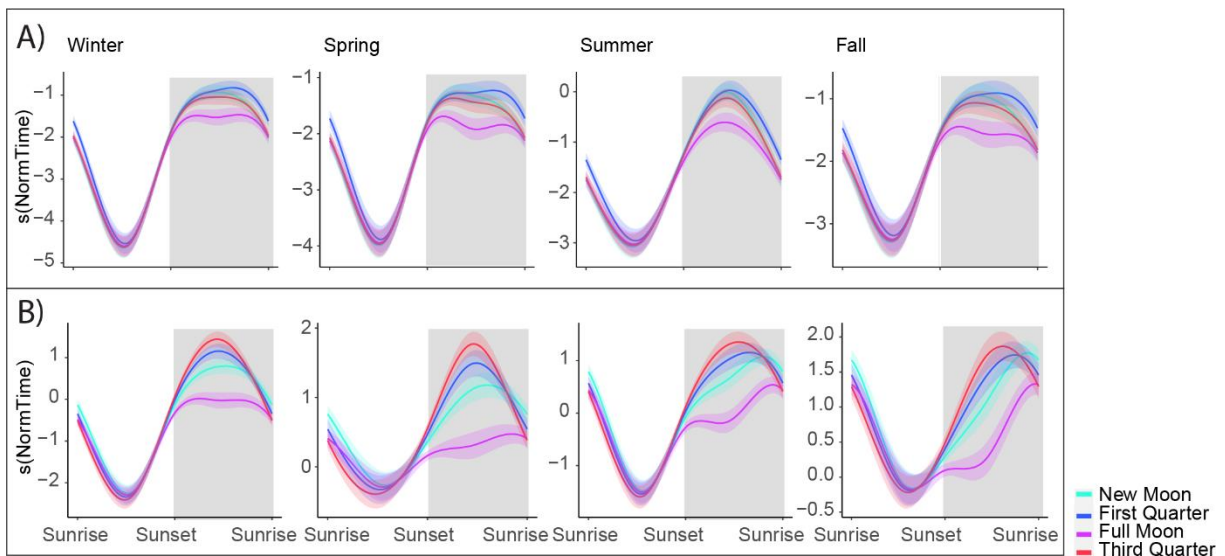 A)
Winter Spring Summer Fall
s(NormTime)
−1 −2 −3 −4 −5
−1 −2 −3 −4
0 −1 −2 −3
−1 −2 −3
B)
s(NormTime)
1 0 −1 −2
2 1 0
1 0 −1
2.0 1.5 1.0 0.5 0.0 −0.5
Sunrise Sunset Sunrise Sunset Sunrise Sunset Sunrise Sunset Sunrise
New Moon
First Quarter
Full Moon
Third Quarter